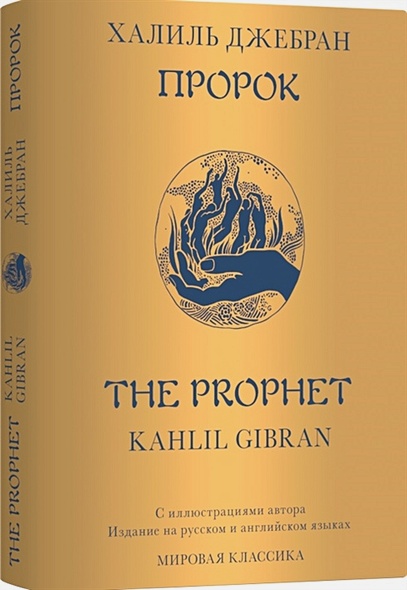 ХАЛИЛЬ ДЖЕБРАН
ПРОРОК
THE PROPHET
KAHLIL GIBRAN
С иллюстрациями автора
Издание на русском и английском языках
МИРОВАЯ КЛАССИКА
THE PROPHET
KAHLIL
GIBRAN
ХАЛИЛЬ
ДЖЕБРАН
ПРОРОК